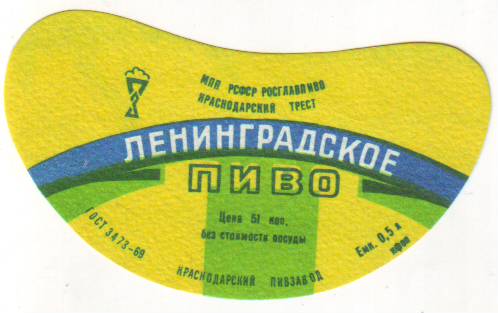 МПП РСФСР РОСГЛАВПИВО
КРАСНОДАРСКИЙ ТРЕСТ
ЛЕНИНГРАДСКОЕ
ПИВО
Цена 51 коп.
без стоимости посуды
ГОСТ 3473-69
Емк. 0,5 л
КРАСНОДАРСКИЙ ПИВЗАВОД